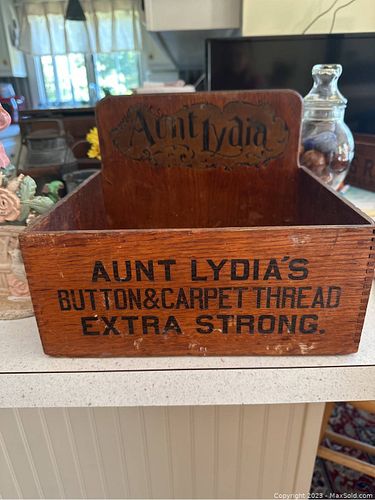 Aunt Lydia
AUNT LYDIA'S
BUTTON&CARPET THREAD
EXTRA STRONG.
Copyright 2023 - MaxSold.com